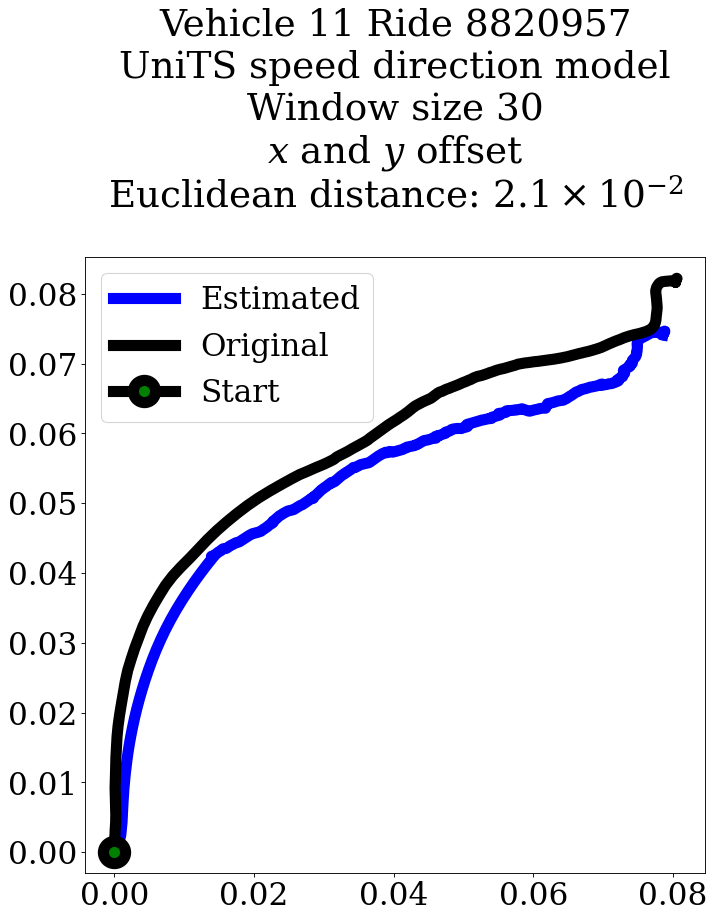 Vehicle 11 Ride 8820957
UniTS speed direction model
Window size 30
x and y offset
Euclidean distance: 2.1 × 10⁻²
Estimated
Original
Start
0.08
0.07
0.06
0.05
0.04
0.03
0.02
0.01
0.00
0.00 0.02 0.04 0.06 0.08